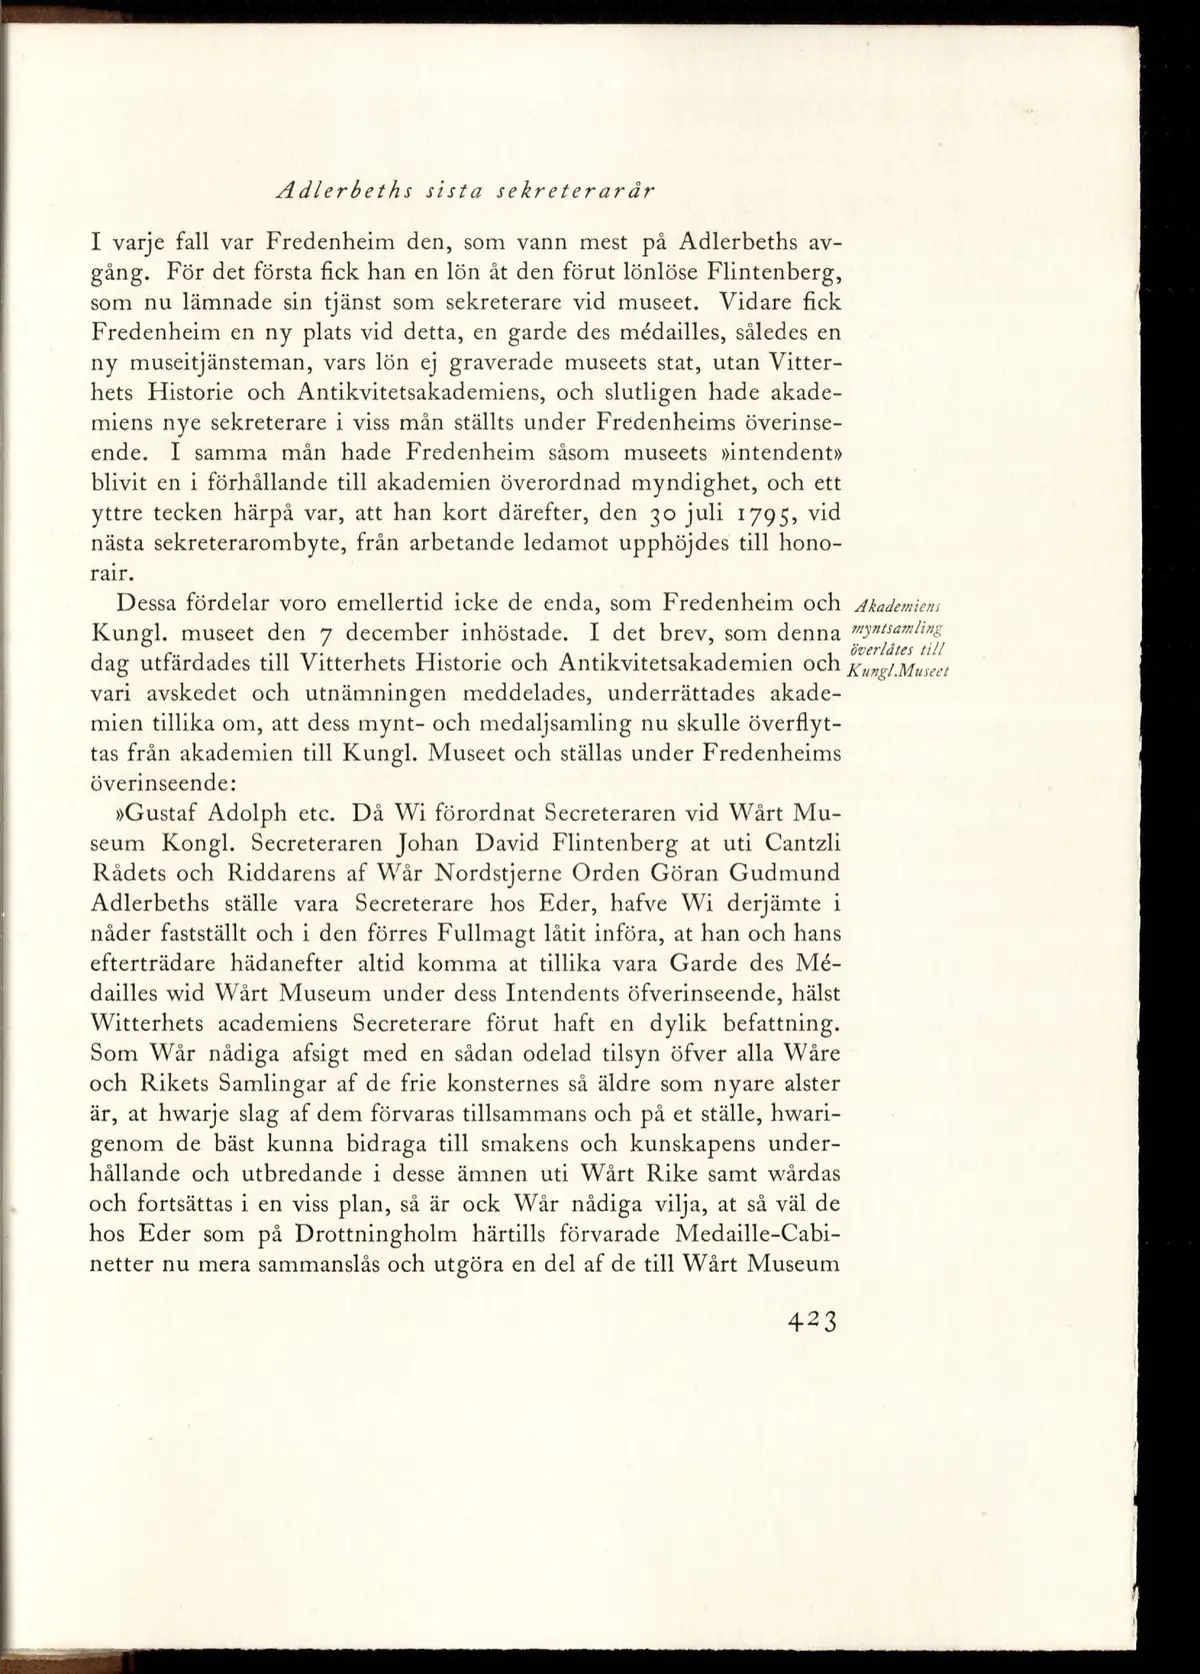 Adlerbeths sista sekreterarår
I varje fall var Fredenheim den, som vann mest på Adlerbeths av-
gång. För det första fick han en lön åt den förut lönlöse Flintenberg,
som nu lämnade sin tjänst som sekreterare vid museet. Vidare fick
Fredenheim en ny plats vid detta, en garde des médailles, således en
ny museitjänsteman, vars lön ej graverade museets stat, utan Vitter-
hets Historie och Antikvitetsakademiens, och slutligen hade akade-
miens nye sekreterare i viss mån ställts under Fredenheims överinse-
ende. I samma mån hade Fredenheim såsom museets »intendent»
blivit en i förhållande till akademien överordnad myndighet, och ett
yttre tecken härpå var, att han kort därefter, den 30 juli 1795, vid
nästa sekreterarombyte, från arbetande ledamot upphöjdes till hono-
rair.
Dessa fördelar voro emellertid icke de enda, som Fredenheim och
Kungl. museet den 7 december inhöstade. I det brev, som denna
dag utfärdades till Vitterhets Historie och Antikvitetsakademien och
vari avskedet och utnämningen meddelades, underrättades akade-
mien tillika om, att dess mynt- och medaljsamling nu skulle överflyt-
tas från akademien till Kungl. Museet och ställas under Fredenheims
överinseende:
Akademiens
myntsamling
överlåtes till
Kungl.Museet
»Gustaf Adolph etc. Då Wi förordnat Secreteraren vid Wårt Mu-
seum Kongl. Secreteraren Johan David Flintenberg at uti Cantzli
Rådets och Riddarens af Wår Nordstjerne Orden Göran Gudmund
Adlerbeths ställe vara Secreterare hos Eder, hafve Wi derjämte i
nåder fastställt och i den förres Fullmagt låtit införa, at han och hans
efterträdare hädanefter altid komma at tillika vara Garde des Mé-
dailles wid Wårt Museum under dess Intendents öfverinseende, hälst
Witterhets academiens Secreterare förut haft en dylik befattning.
Som Wår nådiga afsigt med en sådan odelad tilsyn öfver alla Wåre
och Rikets Samlingar af de frie konsternes så äldre som nyare alster
är, at hwarje slag af dem förvaras tillsammans och på et ställe, hwari-
genom de bäst kunna bidraga till smakens och kunskapens under-
hållande och utbredande i desse ämnen uti Wårt Rike samt wårdas
och fortsättas i en viss plan, så är ock Wår nådiga vilja, at så väl de
hos Eder som på Drottningholm härtills förvarade Medaille-Cabi-
netter nu mera sammanslås och utgöra en del af de till Wårt Museum
423